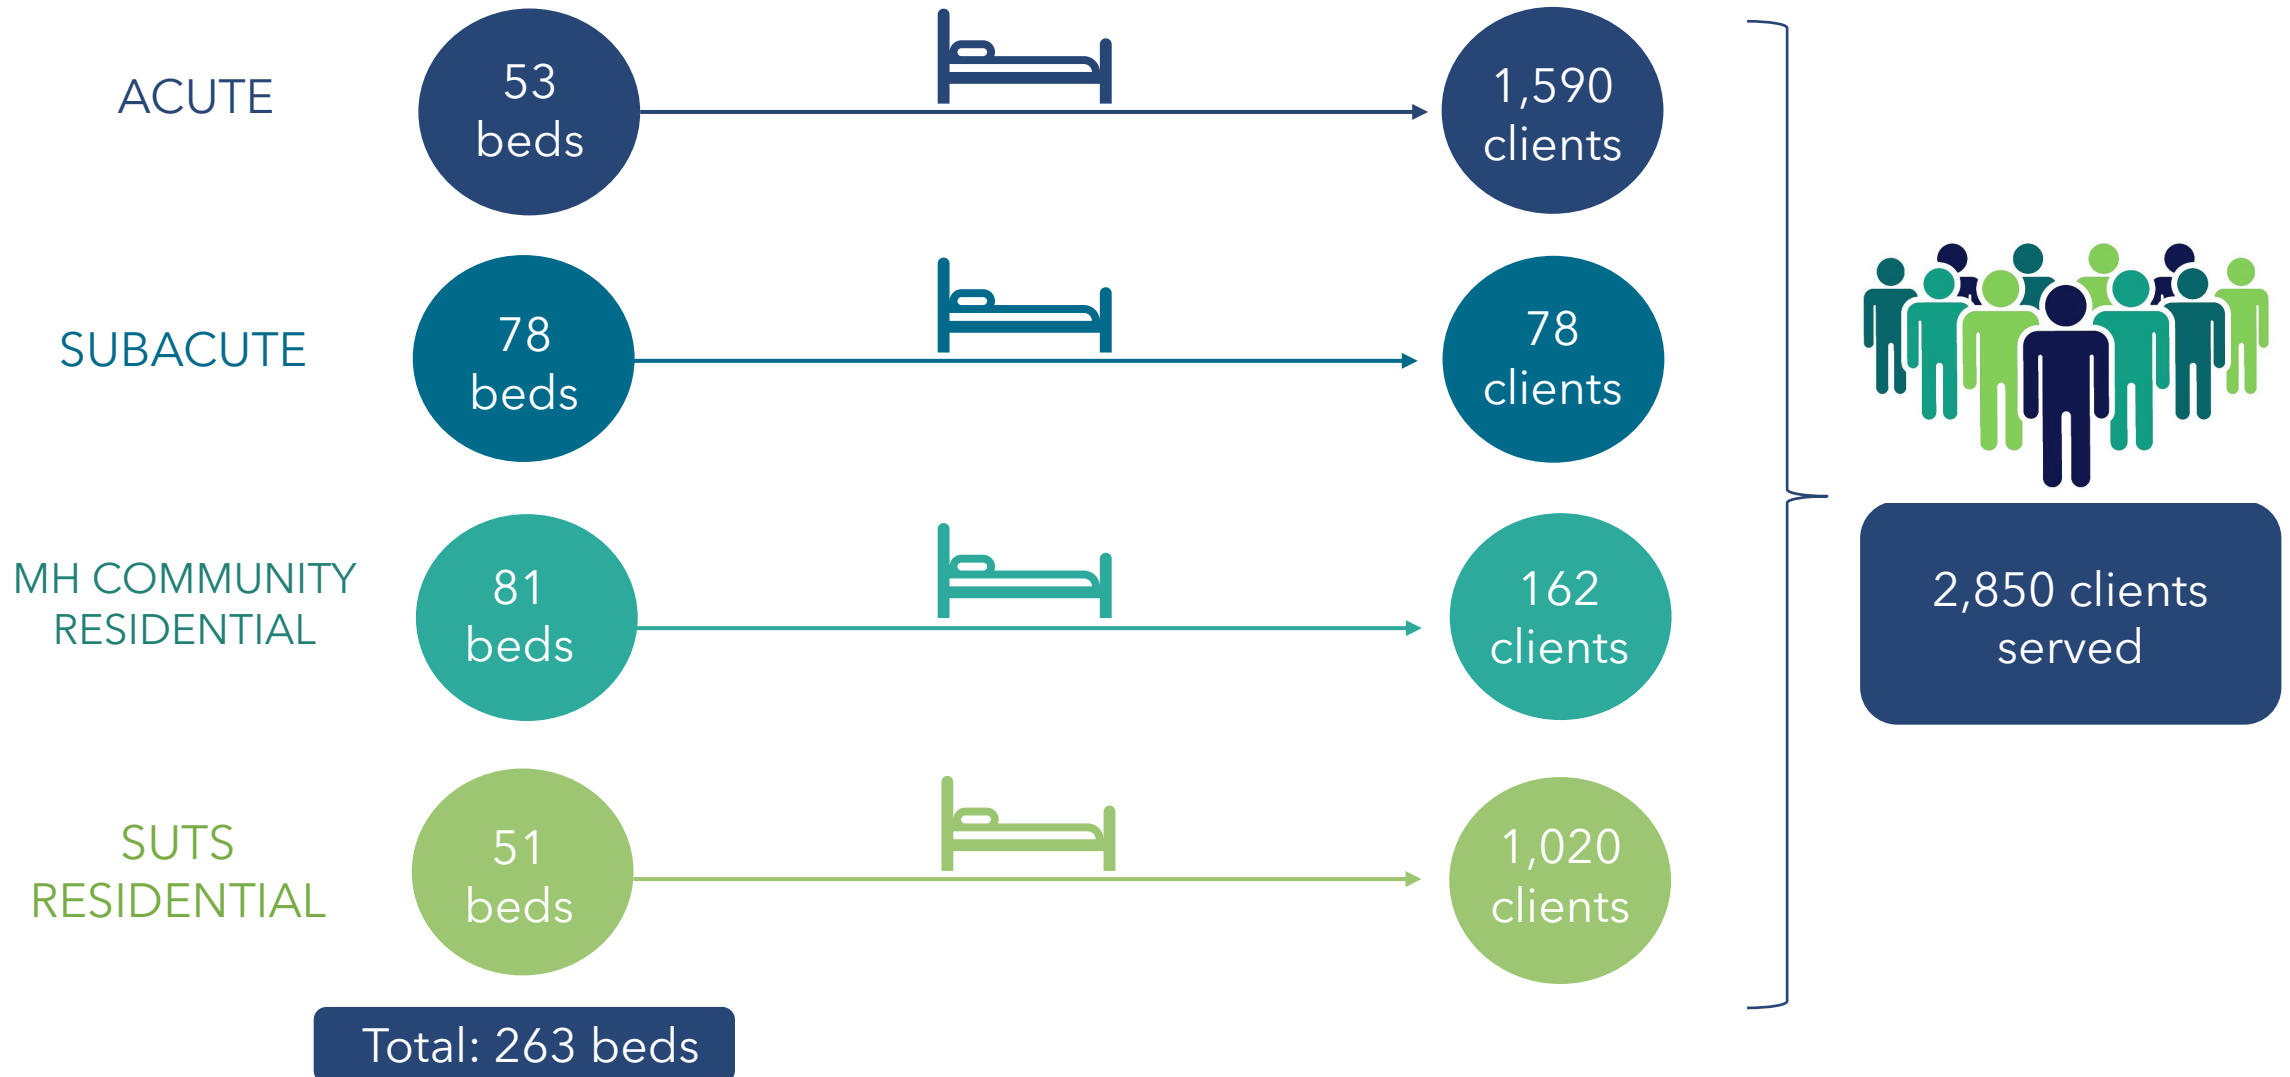 ACUTE
53
beds
1,590
clients
SUBACUTE
78
beds
78
clients
MH COMMUNITY
RESIDENTIAL
81
beds
162
clients
2,850 clients
served
SUTS
RESIDENTIAL
51
beds
1,020
clients
Total: 263 beds